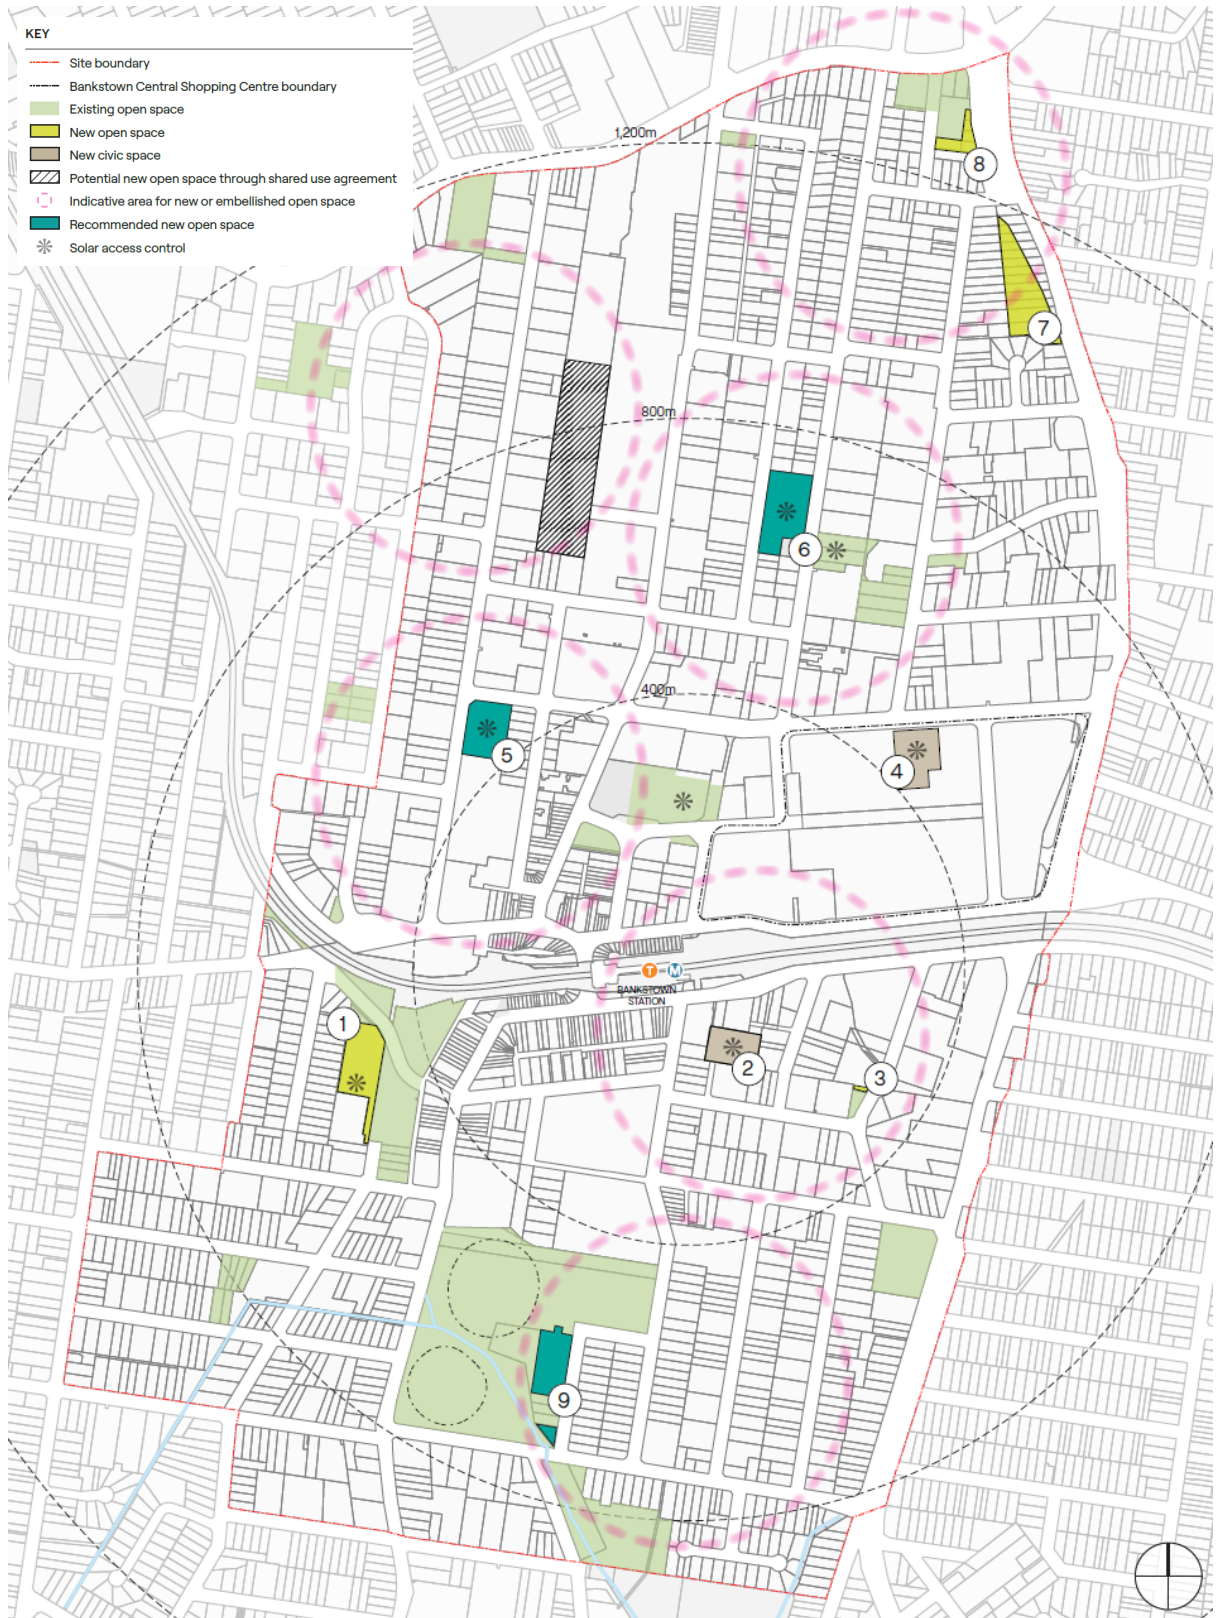 KEY
Site boundary
Bankstown Central Shopping Centre boundary
Existing open space
New open space
New civic space
Potential new open space through shared use agreement
Indicative area for new or embellished open space
Recommended new open space
Solar access control
1,200m
8
7
800m
6
400m
5
4
T M
BANKSTOWN
STATION
1
2
3
9